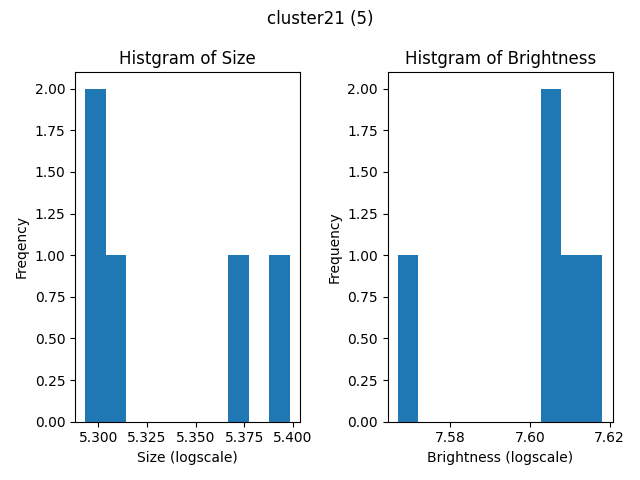 cluster21 (5)
Histgram of Size
2.00
1.75
1.50
1.25
1.00
0.75
0.50
0.25
0.00
Freqency
5.300 5.325 5.350 5.375 5.400
Size (logscale)
Histgram of Brightness
2.00
1.75
1.50
1.25
1.00
0.75
0.50
0.25
0.00
Frequency
7.58 7.60 7.62
Brightness (logscale)